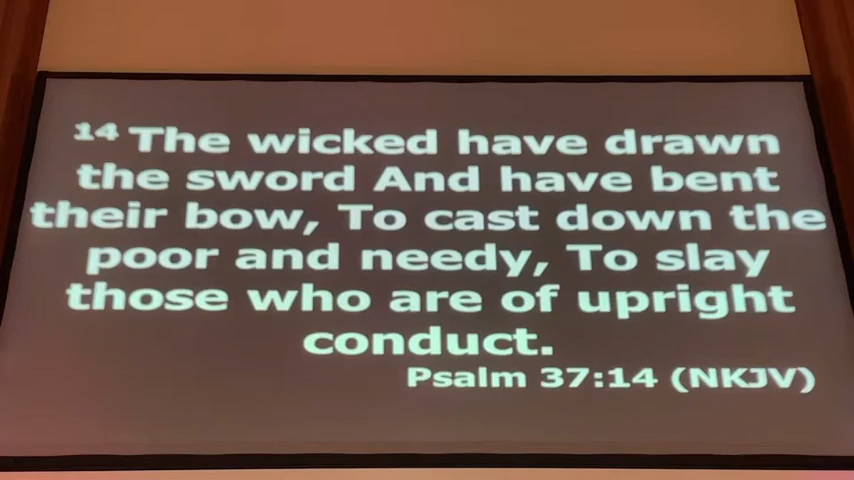 14 The wicked have drawn
the sword And have bent
their bow, To cast down the
poor and needy, To slay
those who are of upright
conduct.
Psalm 37:14 (NKJV)